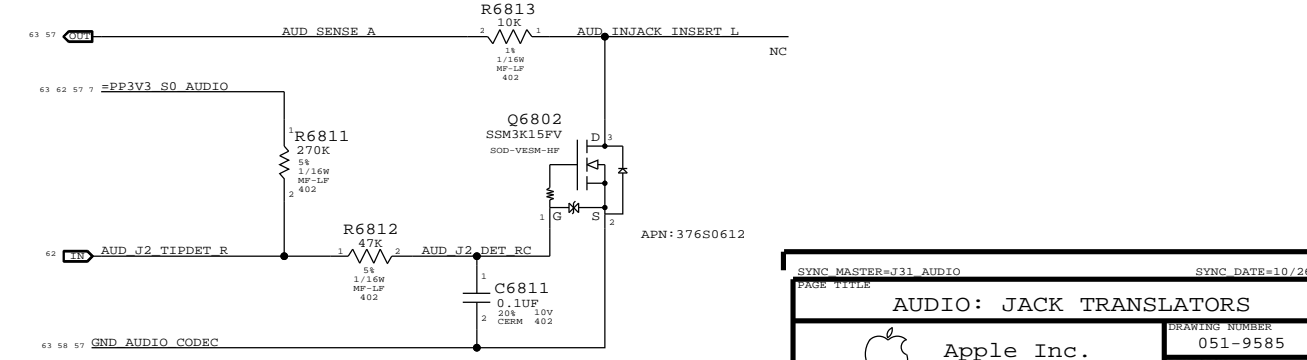 R6813
10K
63 57 OUT AUD_SENSE_A 2 1 AUD_INJACK_INSERT_L
1%
1/16W
MF-LF
402
NC
63 62 57 7 =PP3V3_S0_AUDIO
Q6802
SSM3K15FV
SOD-VESM-HF
D 3
1
R6811
270K
5%
1/16W
MF-LF
402
2
1 G S 2
APN:376S0612
R6812
47K
62 IN AUD_J2_TIPDET_R 1 2 AUD_J2_DET_RC
5%
1/16W
MF-LF
402
1
C6811
0.1UF
20% 10V
CERM 402
2
63 58 57 GND_AUDIO_CODEC
SYNC_MASTER=J31_AUDIO SYNC_DATE=10/26
PAGE TITLE
AUDIO: JACK TRANSLATORS
DRAWING NUMBER
Apple Inc. 051-9585